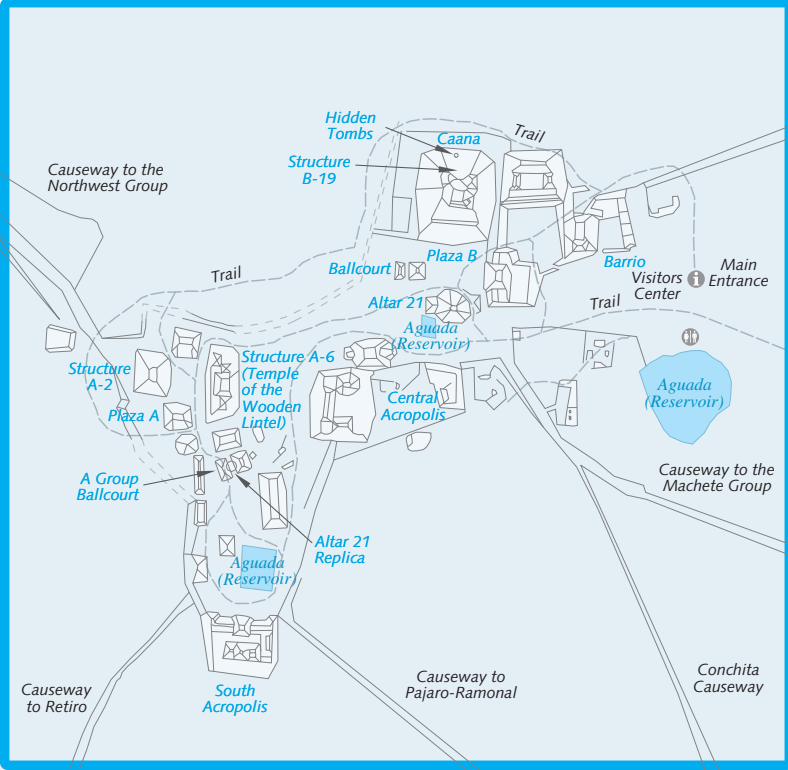 Hidden
Tombs
Caana
Trail
Structure
B-19
Causeway to the
Northwest Group
Plaza B
Ballcourt
Barrio
Visitors
Center
i
Main
Entrance
Trail
Altar 21
Trail
Aguada
(Reservoir)
Structure
A-2
Structure A-6
(Temple
of the
Wooden
Lintel)
Central
Acropolis
Aguada
(Reservoir)
Plaza A
A Group
Ballcourt
Causeway to the
Machete Group
Altar 21
Replica
Aguada
(Reservoir)
Causeway
to Retiro
South
Acropolis
Causeway to
Pajaro-Ramonal
Conchita
Causeway